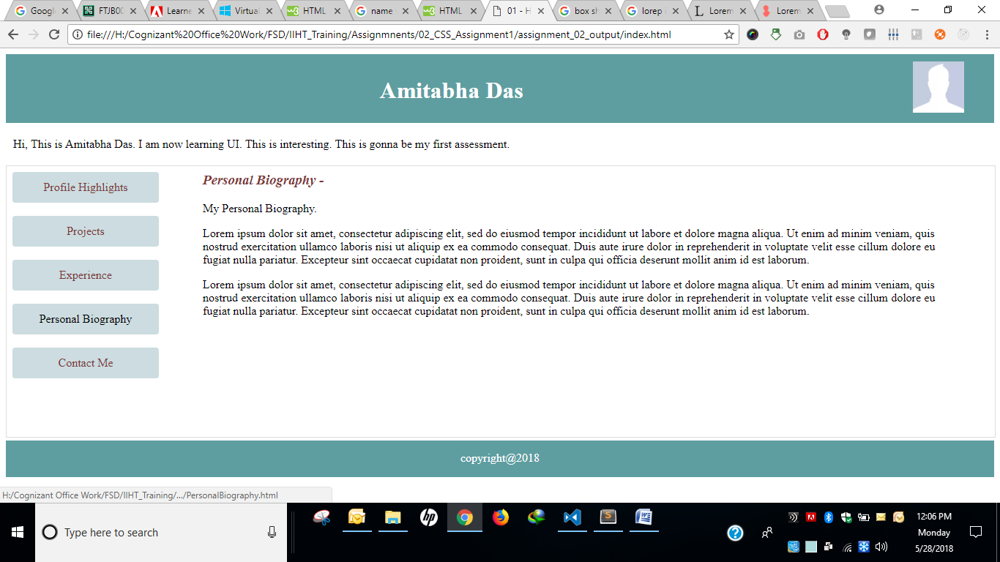 Googl
FTJB00
Learne
Virtual
HTML
name
HTML
01 - H
box sh
lorep
Lorem
Lorem
file:///H:/Cognizant%20Office%20Work/FSD/IIHT_Training/Assignmnents/02_CSS_Assignment1/assignment_02_output/index.html
Amitabha Das
Hi, This is Amitabha Das. I am now learning UI. This is interesting. This is gonna be my first assessment.
Profile Highlights
Projects
Experience
Personal Biography
Contact Me
Personal Biography -
My Personal Biography.
Lorem ipsum dolor sit amet, consectetur adipiscing elit, sed do eiusmod tempor incididunt ut labore et dolore magna aliqua. Ut enim ad minim veniam, quis
nostrud exercitation ullamco laboris nisi ut aliquip ex ea commodo consequat. Duis aute irure dolor in reprehenderit in voluptate velit esse cillum dolore eu
fugiat nulla pariatur. Excepteur sint occaecat cupidatat non proident, sunt in culpa qui officia deserunt mollit anim id est laborum.
Lorem ipsum dolor sit amet, consectetur adipiscing elit, sed do eiusmod tempor incididunt ut labore et dolore magna aliqua. Ut enim ad minim veniam, quis
nostrud exercitation ullamco laboris nisi ut aliquip ex ea commodo consequat. Duis aute irure dolor in reprehenderit in voluptate velit esse cillum dolore eu
fugiat nulla pariatur. Excepteur sint occaecat cupidatat non proident, sunt in culpa qui officia deserunt mollit anim id est laborum.
copyright@2018
H:/Cognizant Office Work/FSD/IIHT_Training/.../PersonalBiography.html
Type here to search
12:06 PM
Monday
5/28/2018